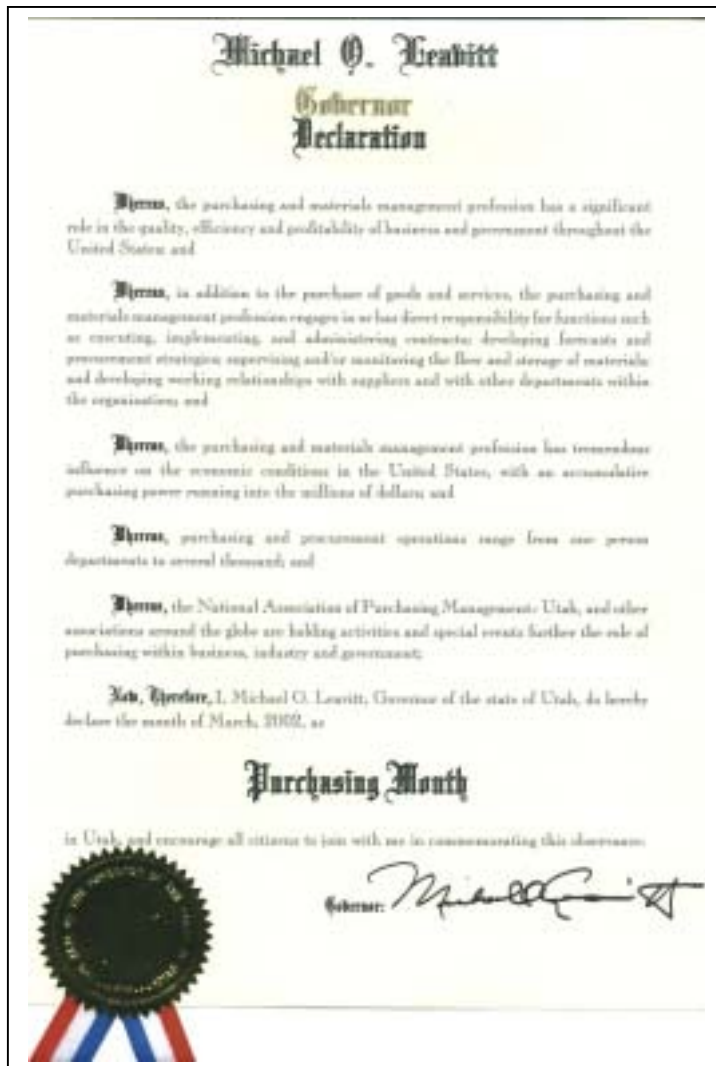 Michael O. Leavitt
Governor
Declaration
Whereas, the purchasing and materials management profession has a significant
role in the quality, efficiency and profitability of business and government throughout the
United States; and
Whereas, in addition to the purchase of goods and services, the purchasing and
materials management profession engages in or has direct responsibility for functions such
as executing, implementing, and administering contracts; developing forecasts and
procurement strategies; supervising and/or monitoring the flow and storage of materials;
and developing working relationships with suppliers and with other departments within
the organization; and
Whereas, the purchasing and materials management profession has tremendous
influence on the economic conditions in the United States, with an accumulative
purchasing power running into the millions of dollars; and
Whereas, purchasing and procurement operations range from one person
departments to several thousand; and
Whereas, the National Association of Purchasing Management- Utah, and other
associations around the globe are holding activities and special events further the role of
purchasing within business, industry and government;
Now, Therefore, I, Michael O. Leavitt, Governor of the state of Utah, do hereby
declare the month of March, 2002, as
Purchasing Month
in Utah, and encourage all citizens to join with me in commemorating this observance.
Governor: Michael O Leavitt